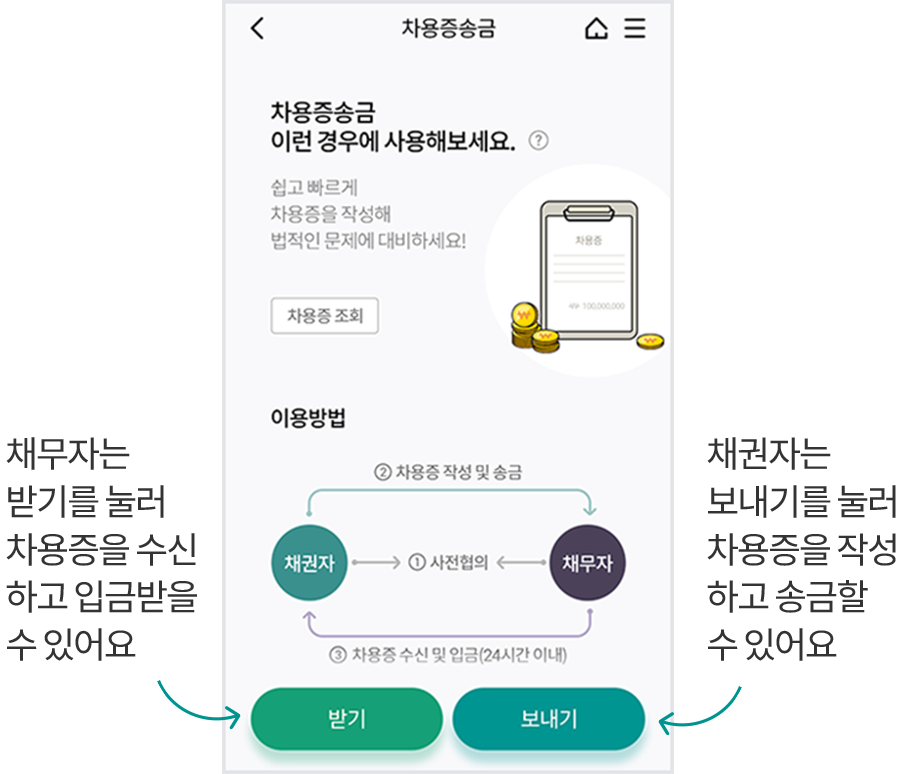 차용증송금
차용증송금
이런 경우에 사용해보세요. ?
쉽고 빠르게
차용증을 작성해
법적인 문제에 대비하세요!
차용증
100,000,000
차용증 조회
이용방법
② 차용증 작성 및 송금
채권자
① 사전협의
채무자
③ 차용증 수신 및 입금(24시간 이내)
받기
보내기
채무자는
받기를 눌러
차용증을 수신
하고 입금받을
수 있어요
채권자는
보내기를 눌러
차용증을 작성
하고 송금할
수 있어요